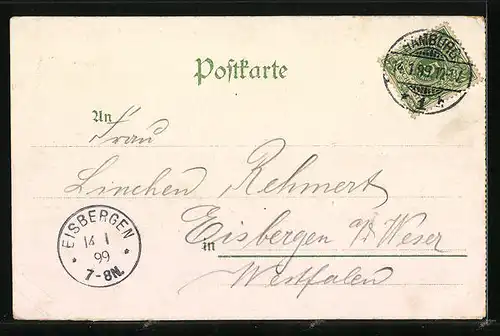 Postkarte
HAMBURG
14.1.99.
* 1 h
An
Frau
Linchen Rehmert
in Eisbergen a/d Weser
Westfalen
EISBERGEN
14 1
99
7-8N.